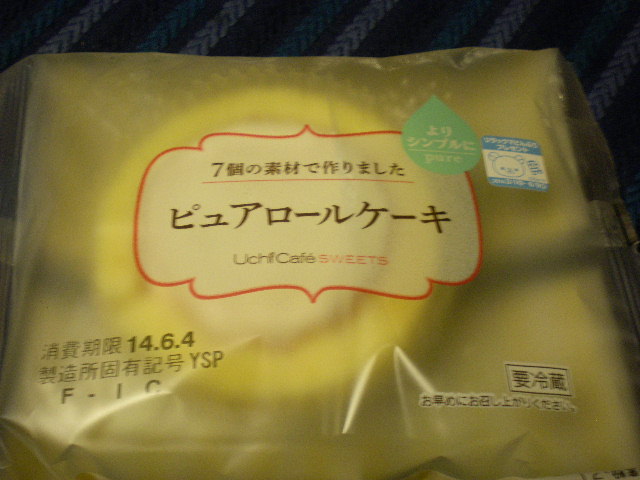 より
シンプルに
pure
7個の素材で作りました
ピュアロールケーキ
Uchi Café SWEETS
消費期限 14.6.4
製造所固有記号 YSP
要冷蔵
お早めにお召し上がりください。